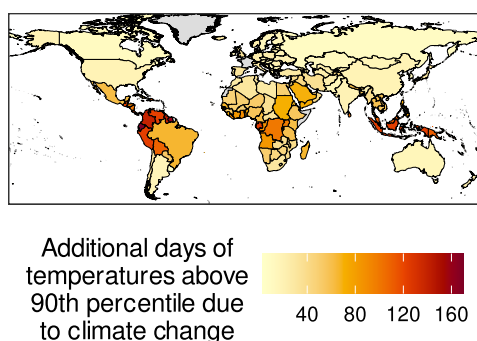 Additional days of
temperatures above
90th percentile due
to climate change
40 80 120 160